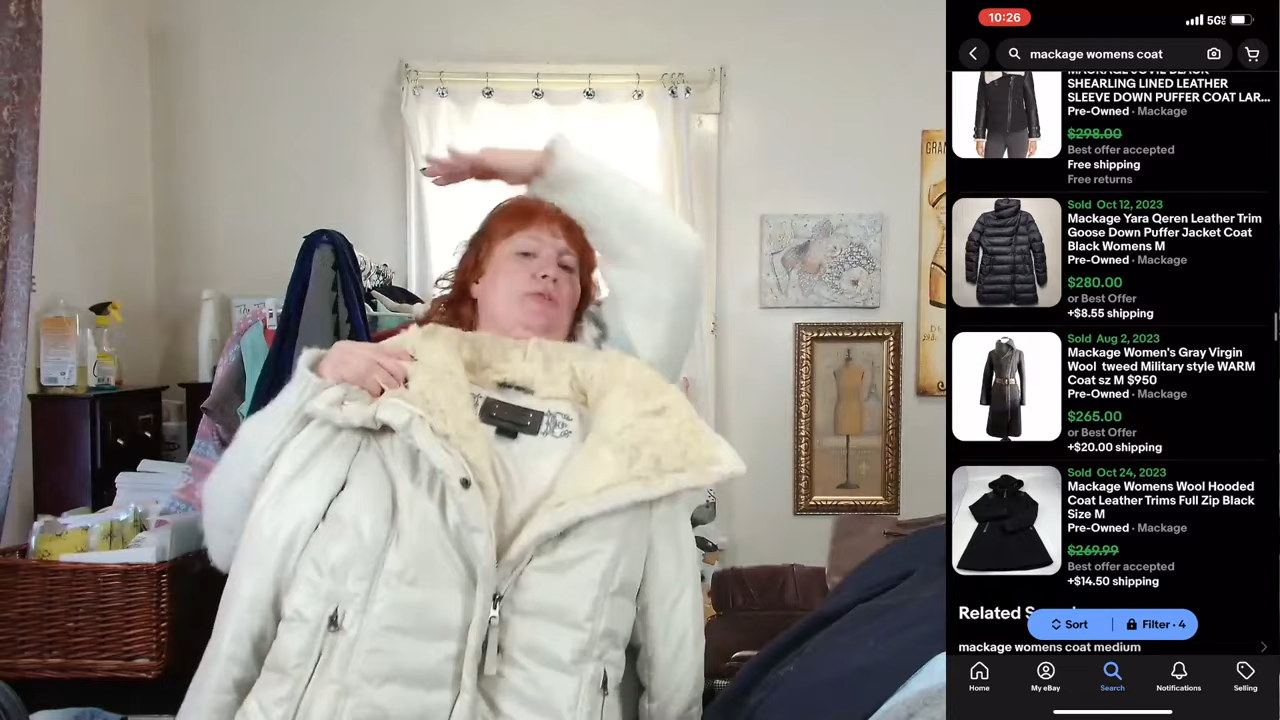 10:26
5G
mackage womens coat
MACKAGE JOVIE BLACK
SHEARLING LINED LEATHER
SLEEVE DOWN PUFFER COAT LAR...
Pre-Owned · Mackage
$298.00
Best offer accepted
Free shipping
Free returns
Sold Oct 12, 2023
Mackage Yara Qeren Leather Trim
Goose Down Puffer Jacket Coat
Black Womens M
Pre-Owned · Mackage
$280.00
or Best Offer
+$8.55 shipping
Sold Aug 2, 2023
Mackage Women's Gray Virgin
Wool tweed Military style WARM
Coat sz M $950
Pre-Owned · Mackage
$265.00
or Best Offer
+$20.00 shipping
Sold Oct 24, 2023
Mackage Womens Wool Hooded
Coat Leather Trims Full Zip Black
Size M
Pre-Owned · Mackage
$269.99
Best offer accepted
+$14.50 shipping
Related
Sort
Filter · 4
mackage womens coat medium
Home
My eBay
Search
Notifications
Selling